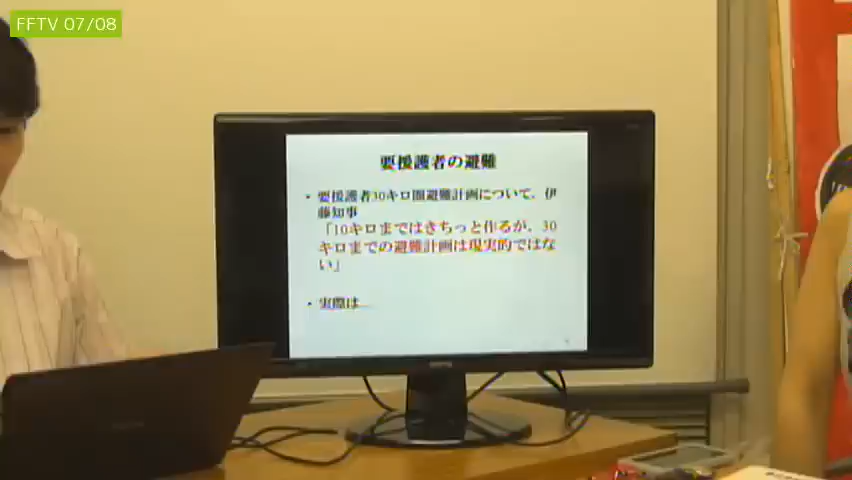 FFTV 07/08
要援護者の避難
・要援護者30キロ圏避難計画について、伊
藤知事
「10キロまではきちっと作るが、30
キロまでの避難計画は現実的ではな
い」
・実際は…